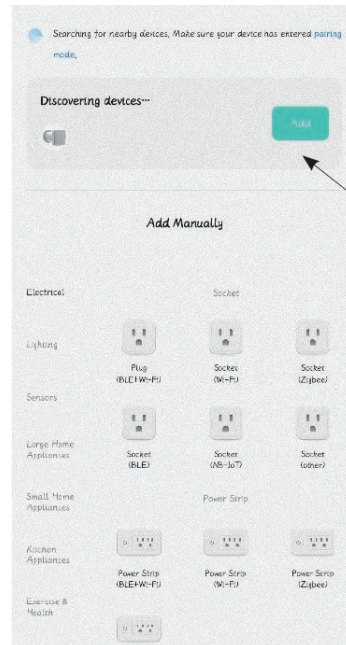 Searching for nearby devices, Make sure your device has entered pairing
mode.
Discovering devices...
Add
Add Manually
Electrical
Socket
Lighting
Plug
(BLE+Wi-Fi)
Socket
(Wi-Fi)
Socket
(Zigbee)
Sensors
Large Home
Appliances
Socket
(BLE)
Socket
(NB-IoT)
Socket
(other)
Small Home
Appliances
Power Strip
Kitchen
Appliances
Power Strip
(BLE+Wi-Fi)
Power Strip
(Wi-Fi)
Power Strip
(Zigbee)
Exercise &
Health